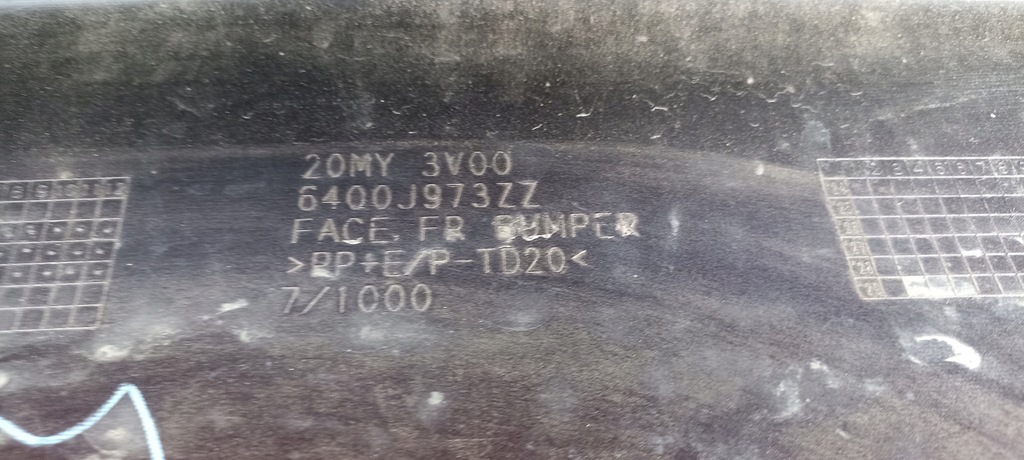 20MY 3V00
6400J973ZZ
FACE, FR BUMPER
>PP+E/P-TD20<
7/1000